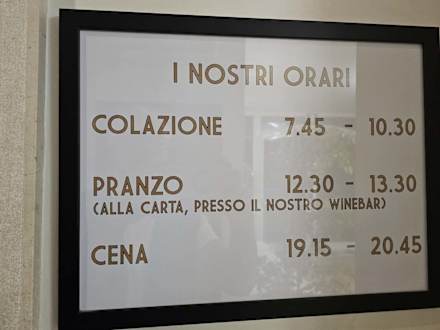 I NOSTRI ORARI
COLAZIONE 7.45 - 10.30
PRANZO 12.30 - 13.30
(ALLA CARTA, PRESSO IL NOSTRO WINEBAR)
CENA 19.15 - 20.45